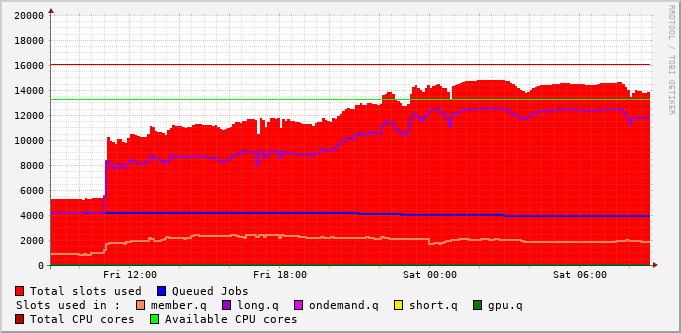 20000
18000
16000
14000
12000
10000
8000
6000
4000
2000
0
Fri 12:00 Fri 18:00 Sat 00:00 Sat 06:00
RRDTOOL / TOBI OETIKER
Total slots used Queued Jobs
Slots used in : member.q long.q ondemand.q short.q gpu.q
Total CPU cores Available CPU cores